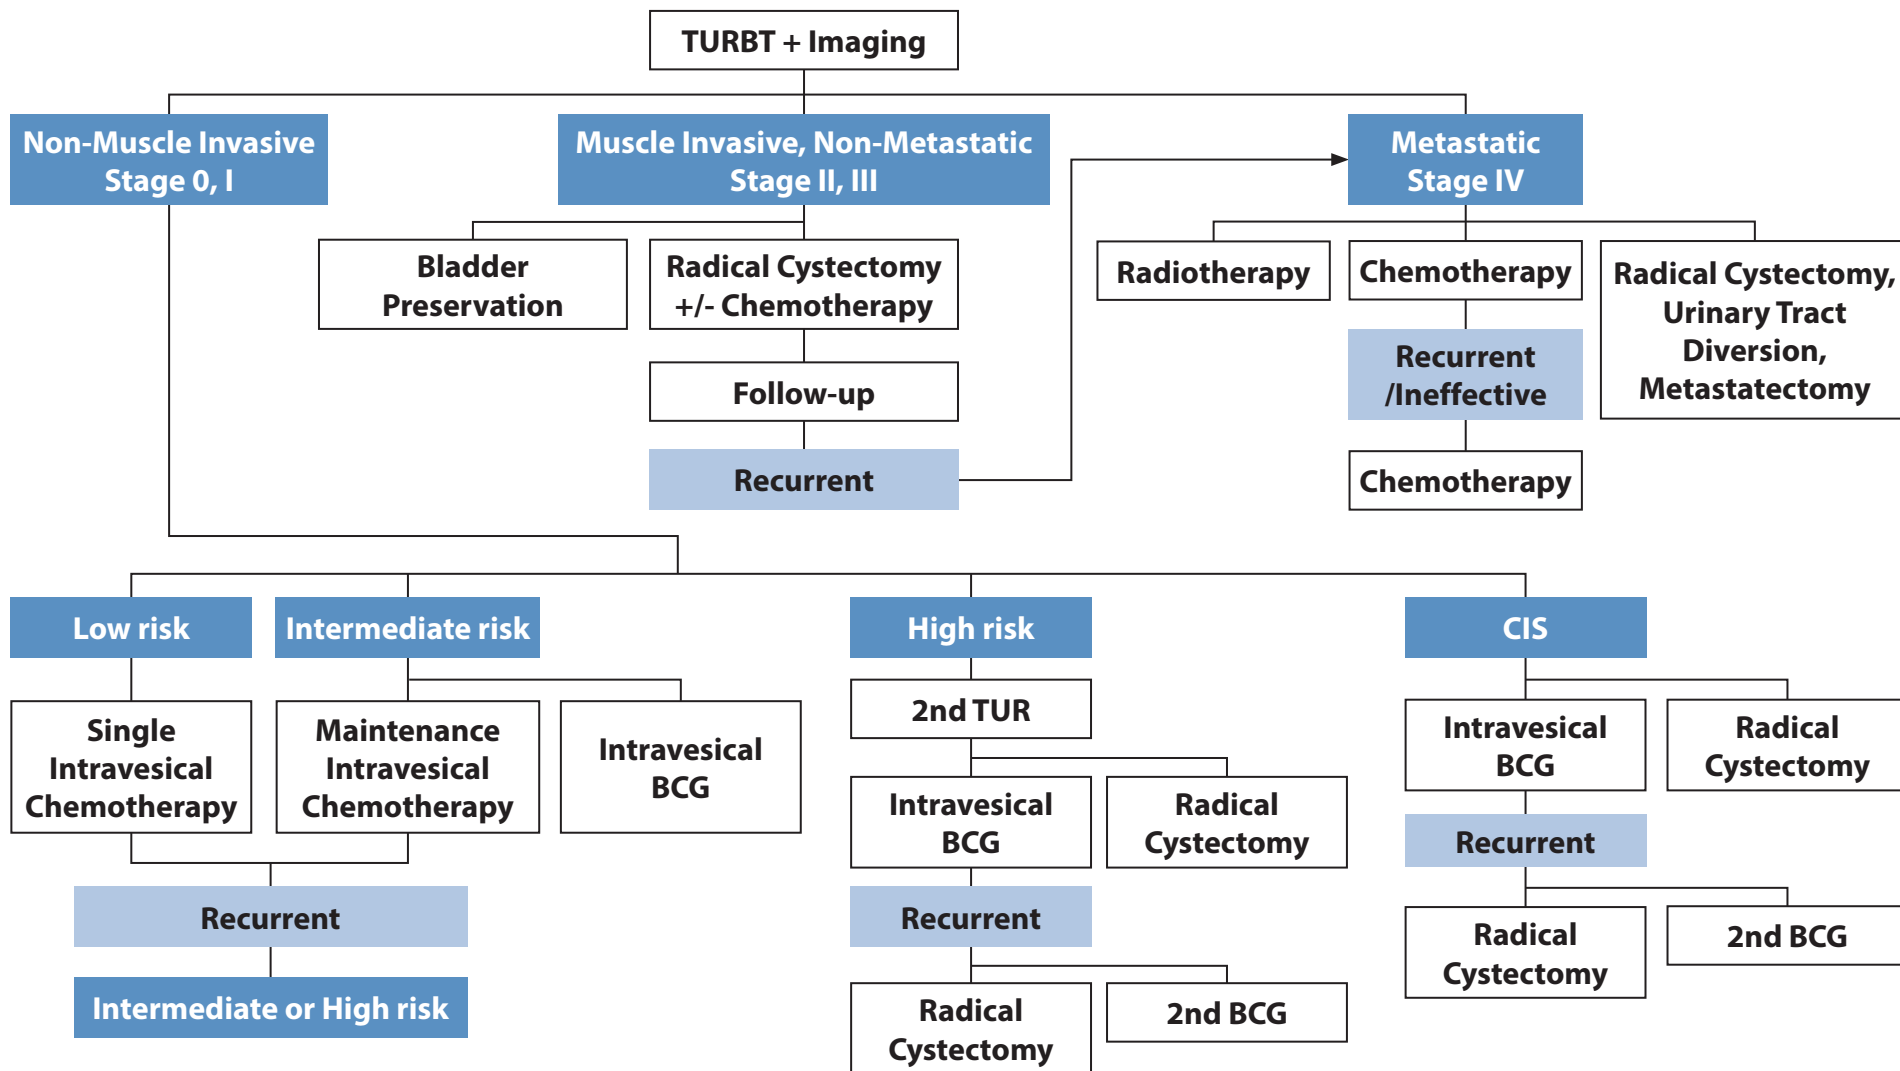 TURBT + Imaging
Non-Muscle Invasive
Stage 0, I
Muscle Invasive, Non-Metastatic
Stage II, III
Metastatic
Stage IV
Bladder
Preservation
Radical Cystectomy
+/- Chemotherapy
Follow-up
Recurrent
Radiotherapy
Chemotherapy
Recurrent
/Ineffective
Chemotherapy
Radical Cystectomy,
Urinary Tract
Diversion,
Metastatectomy
Low risk
Single
Intravesical
Chemotherapy
Intermediate risk
Maintenance
Intravesical
Chemotherapy
Intravesical
BCG
Recurrent
Intermediate or High risk
High risk
2nd TUR
Intravesical
BCG
Radical
Cystectomy
Recurrent
Radical
Cystectomy
2nd BCG
CIS
Intravesical
BCG
Radical
Cystectomy
Recurrent
Radical
Cystectomy
2nd BCG